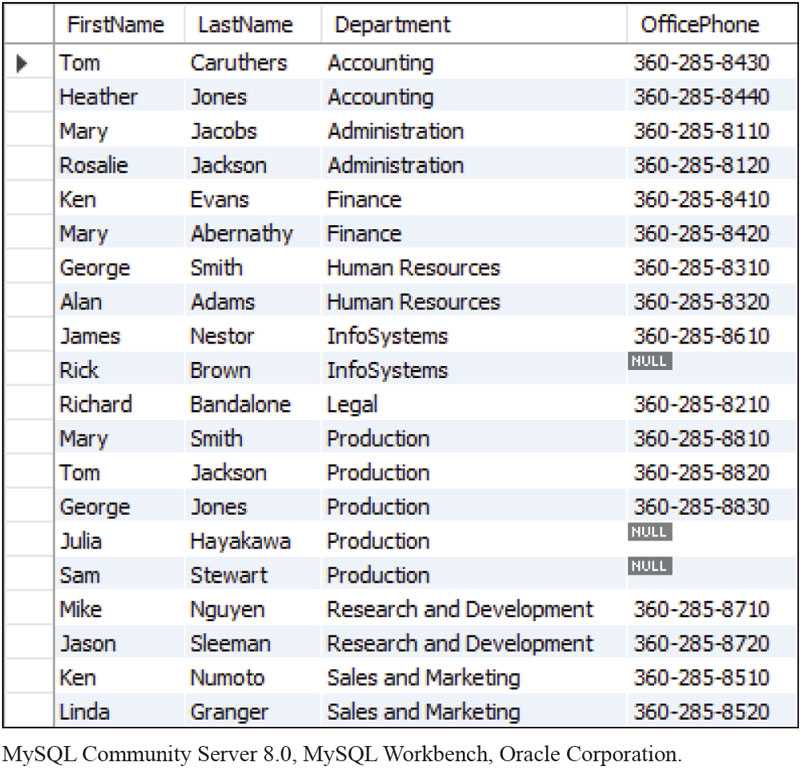 FirstName LastName Department OfficePhone
Tom Caruthers Accounting 360-285-8430
Heather Jones Accounting 360-285-8440
Mary Jacobs Administration 360-285-8110
Rosalie Jackson Administration 360-285-8120
Ken Evans Finance 360-285-8410
Mary Abernathy Finance 360-285-8420
George Smith Human Resources 360-285-8310
Alan Adams Human Resources 360-285-8320
James Nestor InfoSystems 360-285-8610
Rick Brown InfoSystems NULL
Richard Bandalone Legal 360-285-8210
Mary Smith Production 360-285-8810
Tom Jackson Production 360-285-8820
George Jones Production 360-285-8830
Julia Hayakawa Production NULL
Sam Stewart Production NULL
Mike Nguyen Research and Development 360-285-8710
Jason Sleeman Research and Development 360-285-8720
Ken Numoto Sales and Marketing 360-285-8510
Linda Granger Sales and Marketing 360-285-8520
MySQL Community Server 8.0, MySQL Workbench, Oracle Corporation.